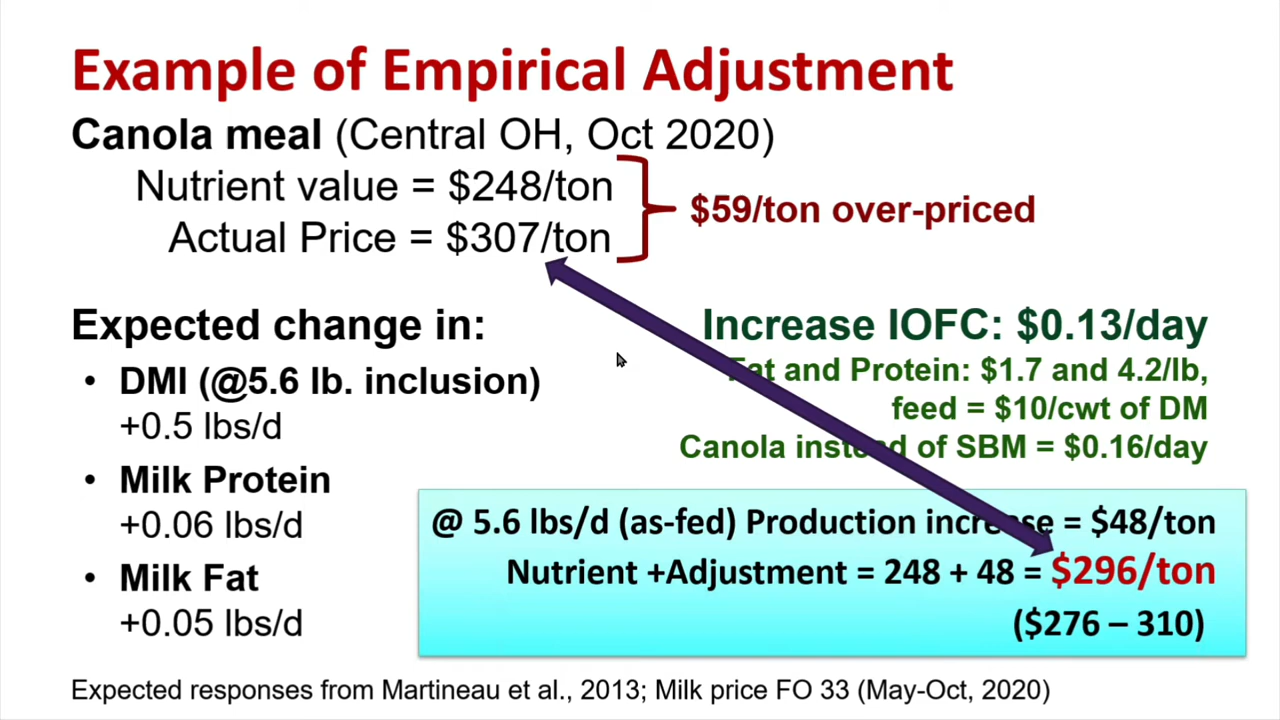 Example of Empirical Adjustment
Canola meal (Central OH, Oct 2020)
Nutrient value = $248/ton
Actual Price = $307/ton
$59/ton over-priced
Expected change in:
• DMI (@5.6 lb. inclusion)
+0.5 lbs/d
• Milk Protein
+0.06 lbs/d
• Milk Fat
+0.05 lbs/d
Increase IOFC: $0.13/day
Fat and Protein: $1.7 and 4.2/lb,
feed = $10/cwt of DM
Canola instead of SBM = $0.16/day
@ 5.6 lbs/d (as-fed) Production increase = $48/ton
Nutrient +Adjustment = 248 + 48 = $296/ton
($276 – 310)
Expected responses from Martineau et al., 2013; Milk price FO 33 (May-Oct, 2020)